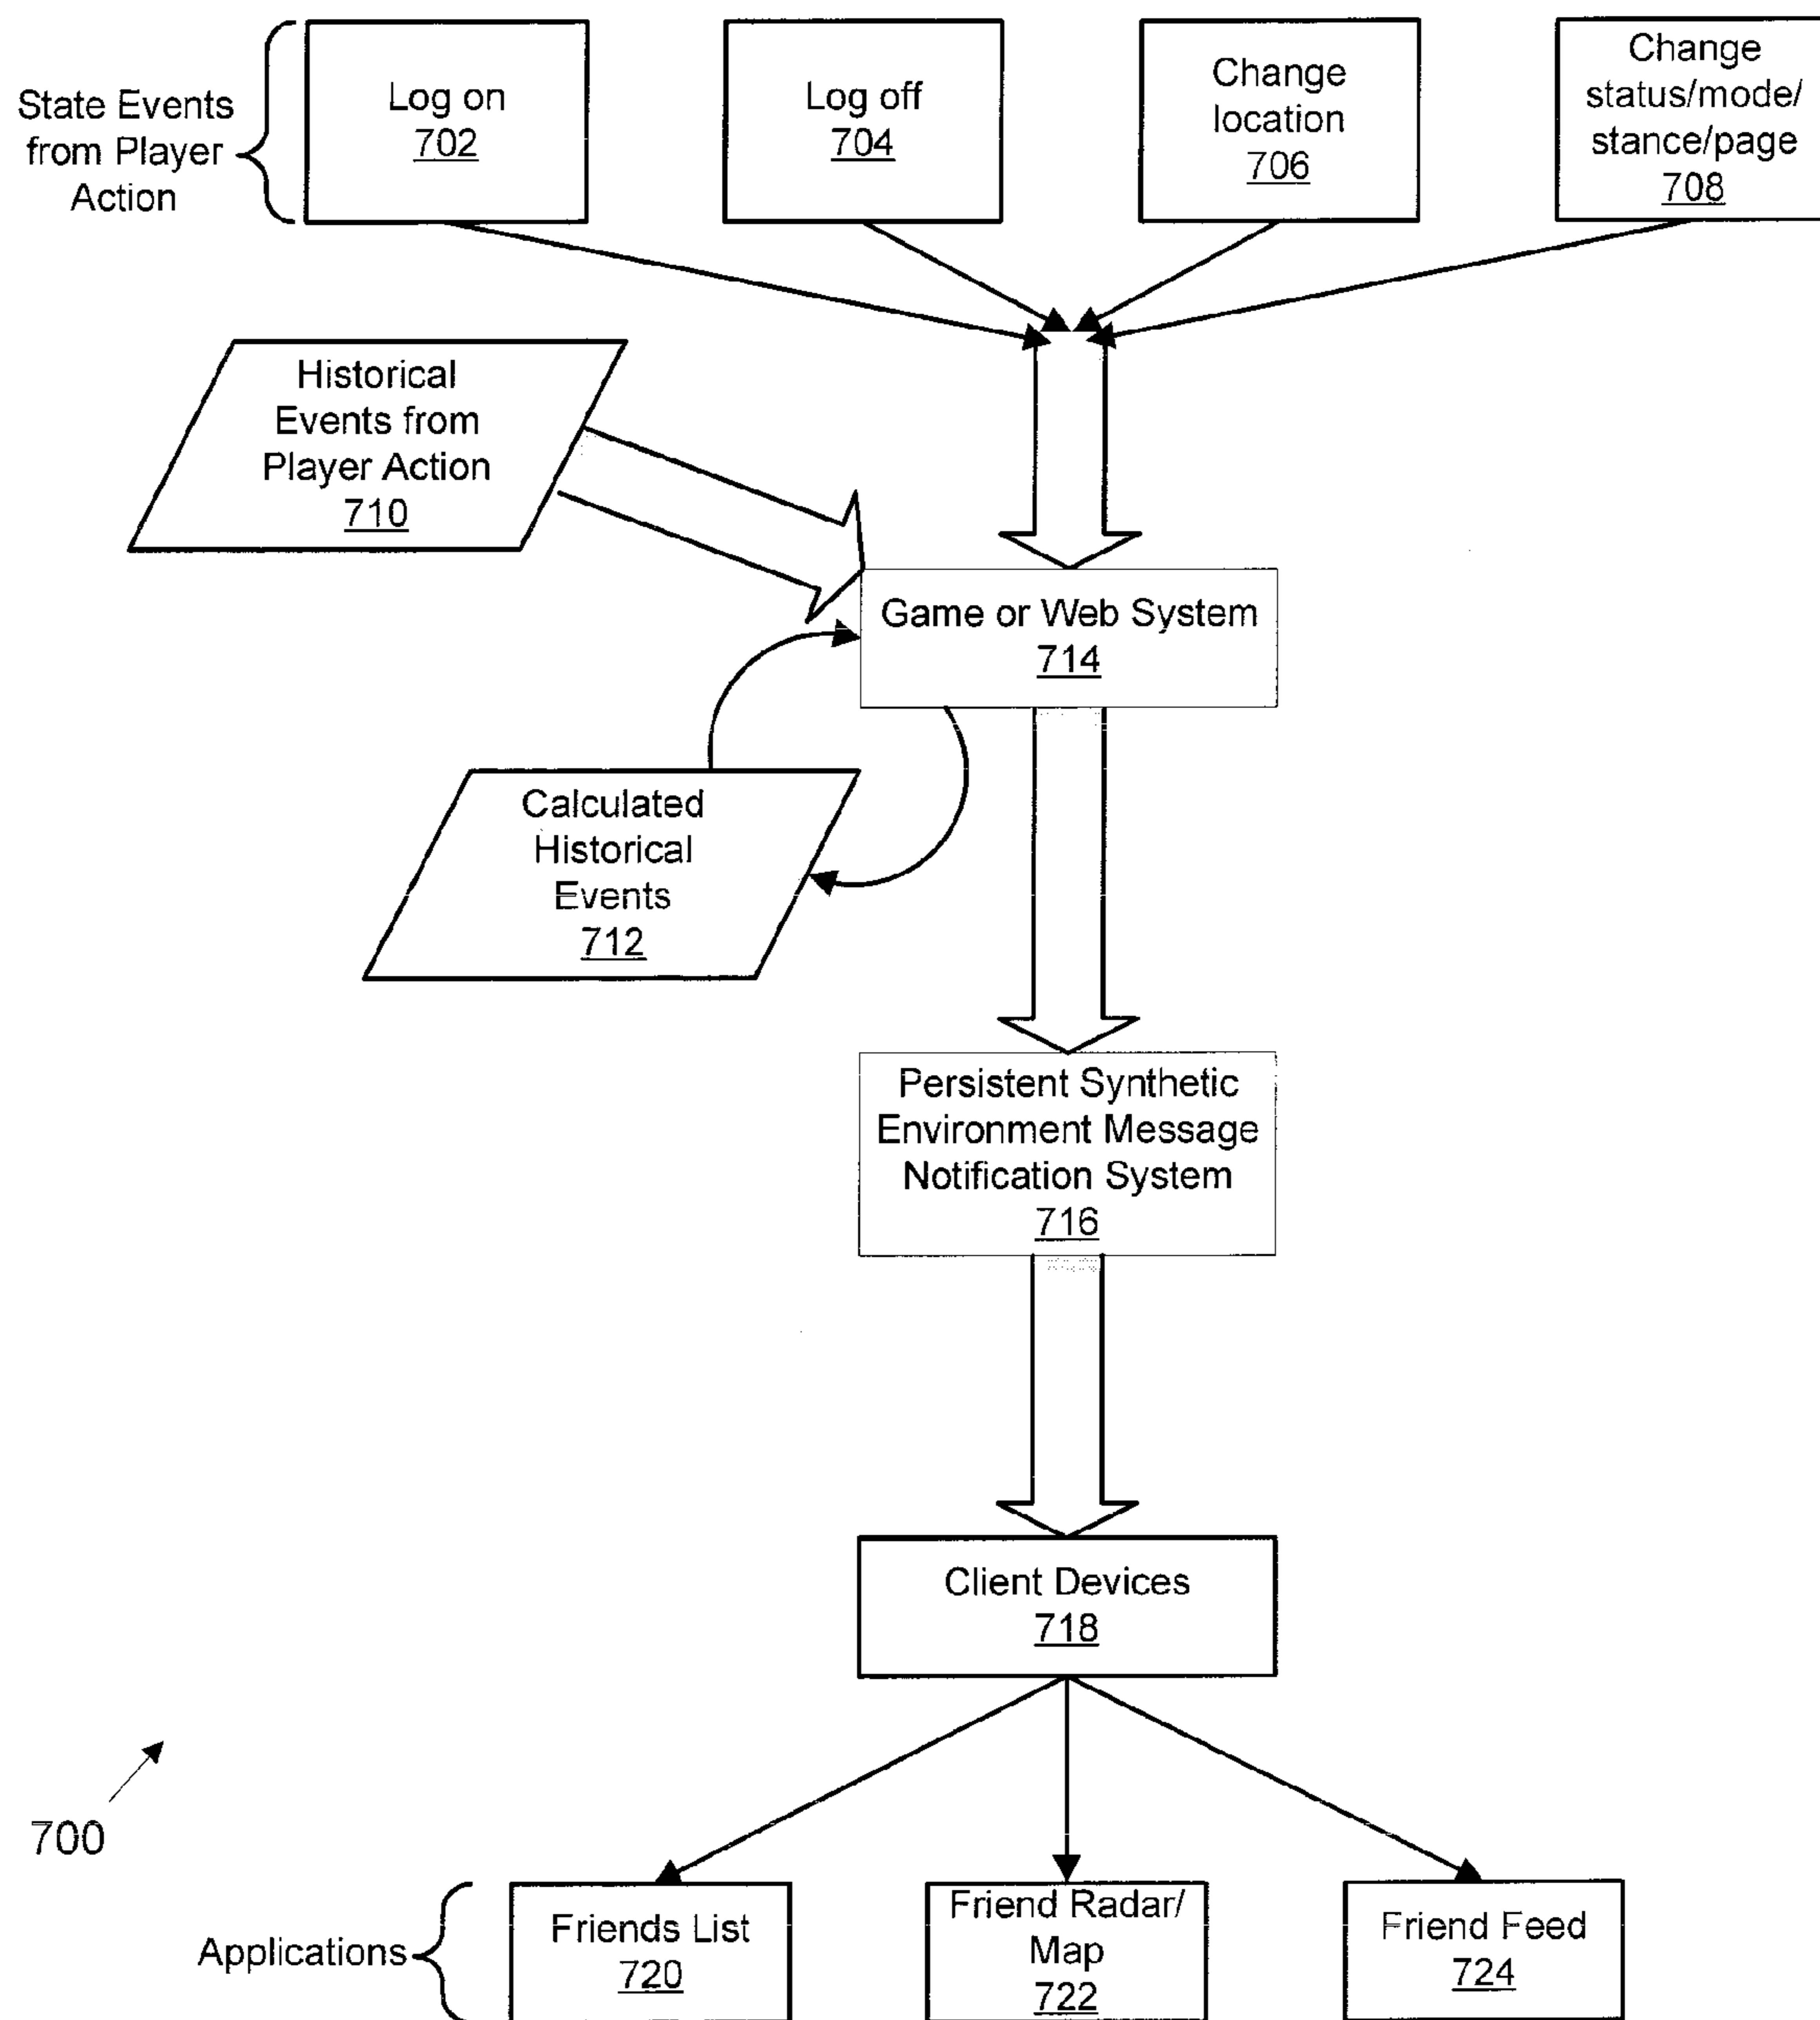 State Events
from Player
Action
Log on
702
Log off
704
Change
location
706
Change
status/mode/
stance/page
708
Historical
Events from
Player Action
710
Game or Web System
714
Calculated
Historical
Events
712
Persistent Synthetic
Environment Message
Notification System
716
Client Devices
718
700
Applications
Friends List
720
Friend Radar/
Map
722
Friend Feed
724